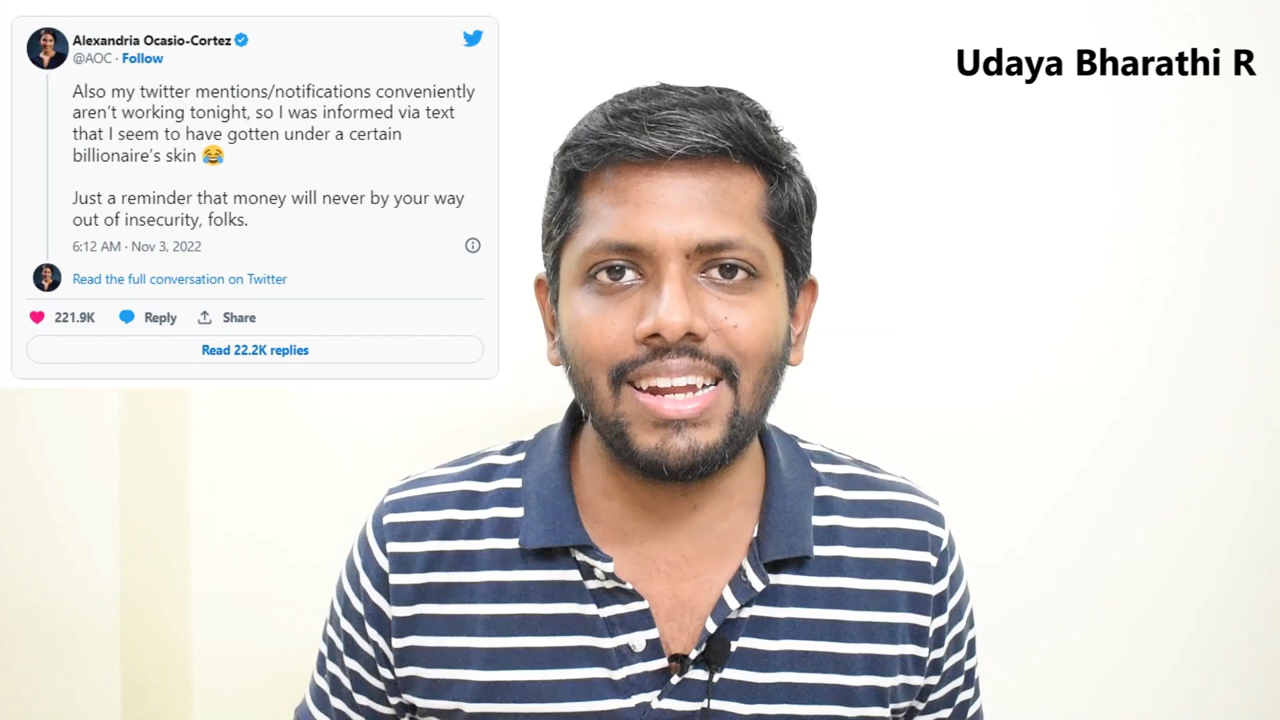 Alexandria Ocasio-Cortez
@AOC · Follow
Also my twitter mentions/notifications conveniently
aren't working tonight, so I was informed via text
that I seem to have gotten under a certain
billionaire's skin 😂
Just a reminder that money will never by your way
out of insecurity, folks.
6:12 AM · Nov 3, 2022
Read the full conversation on Twitter
221.9K Reply Share
Read 22.2K replies
Udaya Bharathi R